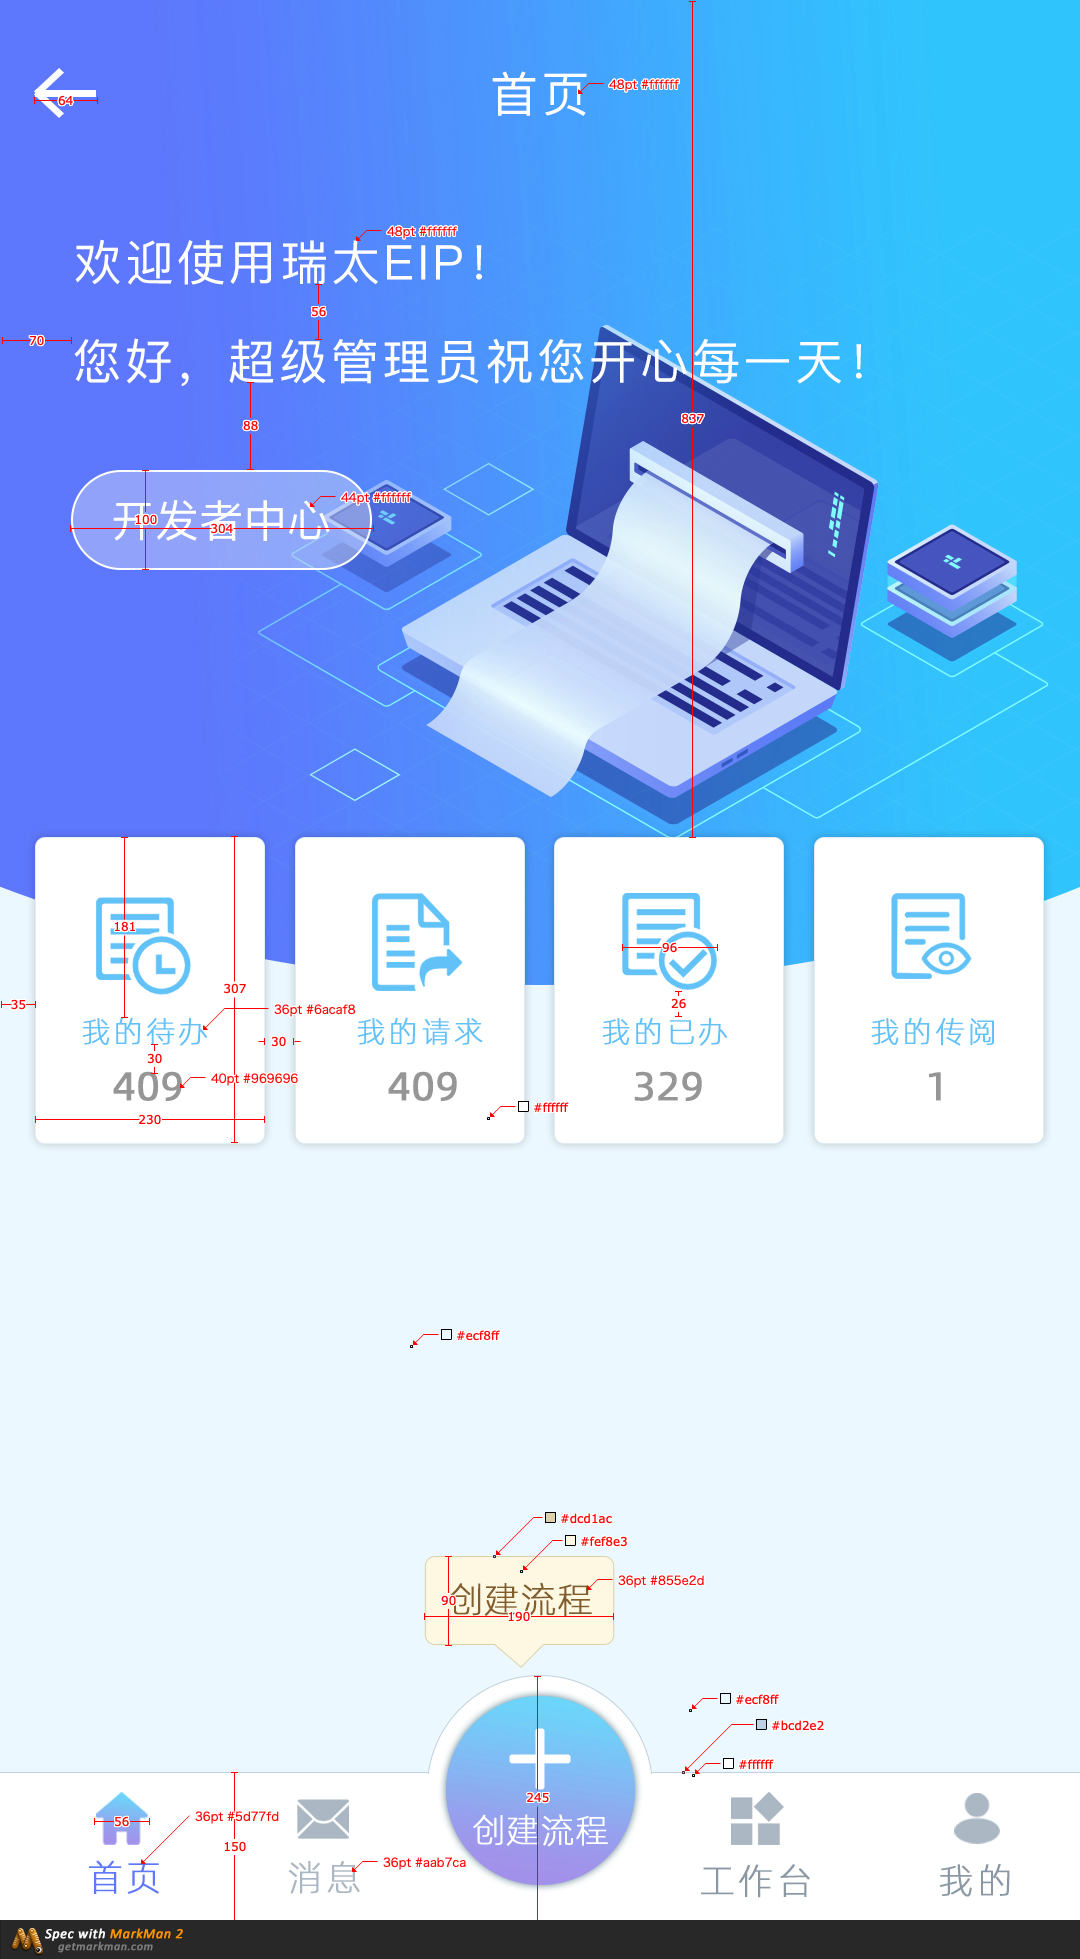 首页
48pt #ffffff
64
48pt #ffffff
欢迎使用瑞太EIP！
56
70
您好，超级管理员祝您开心每一天！
837
88
44pt #ffffff
开发者中心
100
304
181
96
307
35
26
36pt #6acaf8
我的待办
我的请求
我的已办
我的传阅
30
30
40pt #969696
409
409
329
1
#ffffff
230
#ecf8ff
#dcd1ac
#fef8e3
36pt #855e2d
创建流程
90
190
#ecf8ff
#bcd2e2
#ffffff
245
创建流程
56
36pt #5d77fd
150
36pt #aab7ca
首页
消息
工作台
我的
Spec with MarkMan 2
getmarkman.com